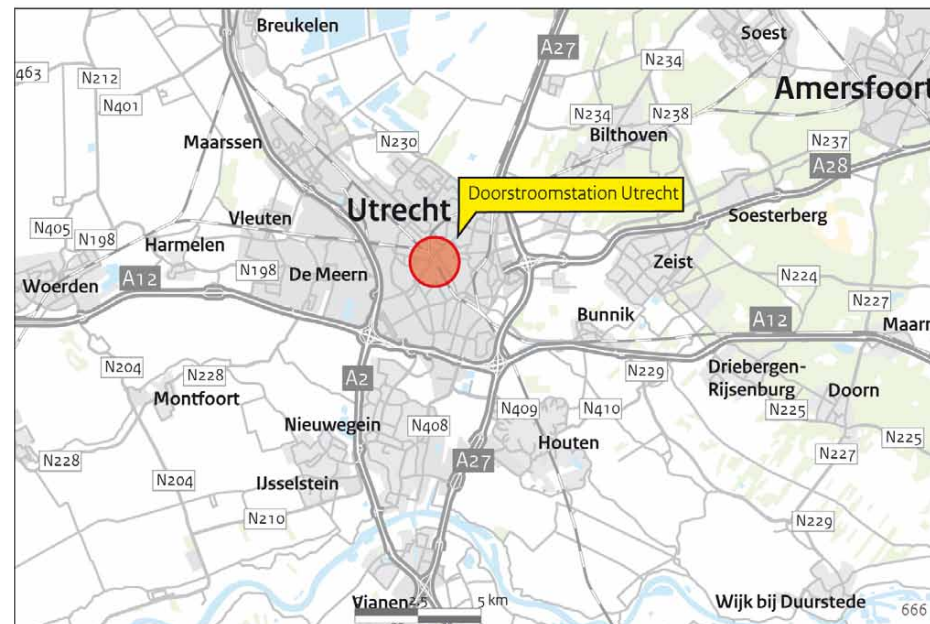 Breukelen
Soest
A27
N234
463
N212
Amersfoort
N401
N234
N238
Bilthoven
Maarssen
N230
N237
A28
Doorstroomstation Utrecht
Vleuten
Utrecht
Soesterberg
N405
N198
Harmelen
N198
De Meern
Zeist
A12
N224
Woerden
N227
Bunnik
A12
Maarn
N204
N228
A2
N229
Driebergen-
Rijsenburg
Doorn
Montfoort
N409
N410
N225
Nieuwegein
N408
Houten
N225
N228
A27
N227
N204
IJsselstein
N210
N229
Vianen
2,5
5 km
Wijk bij Duurstede
666